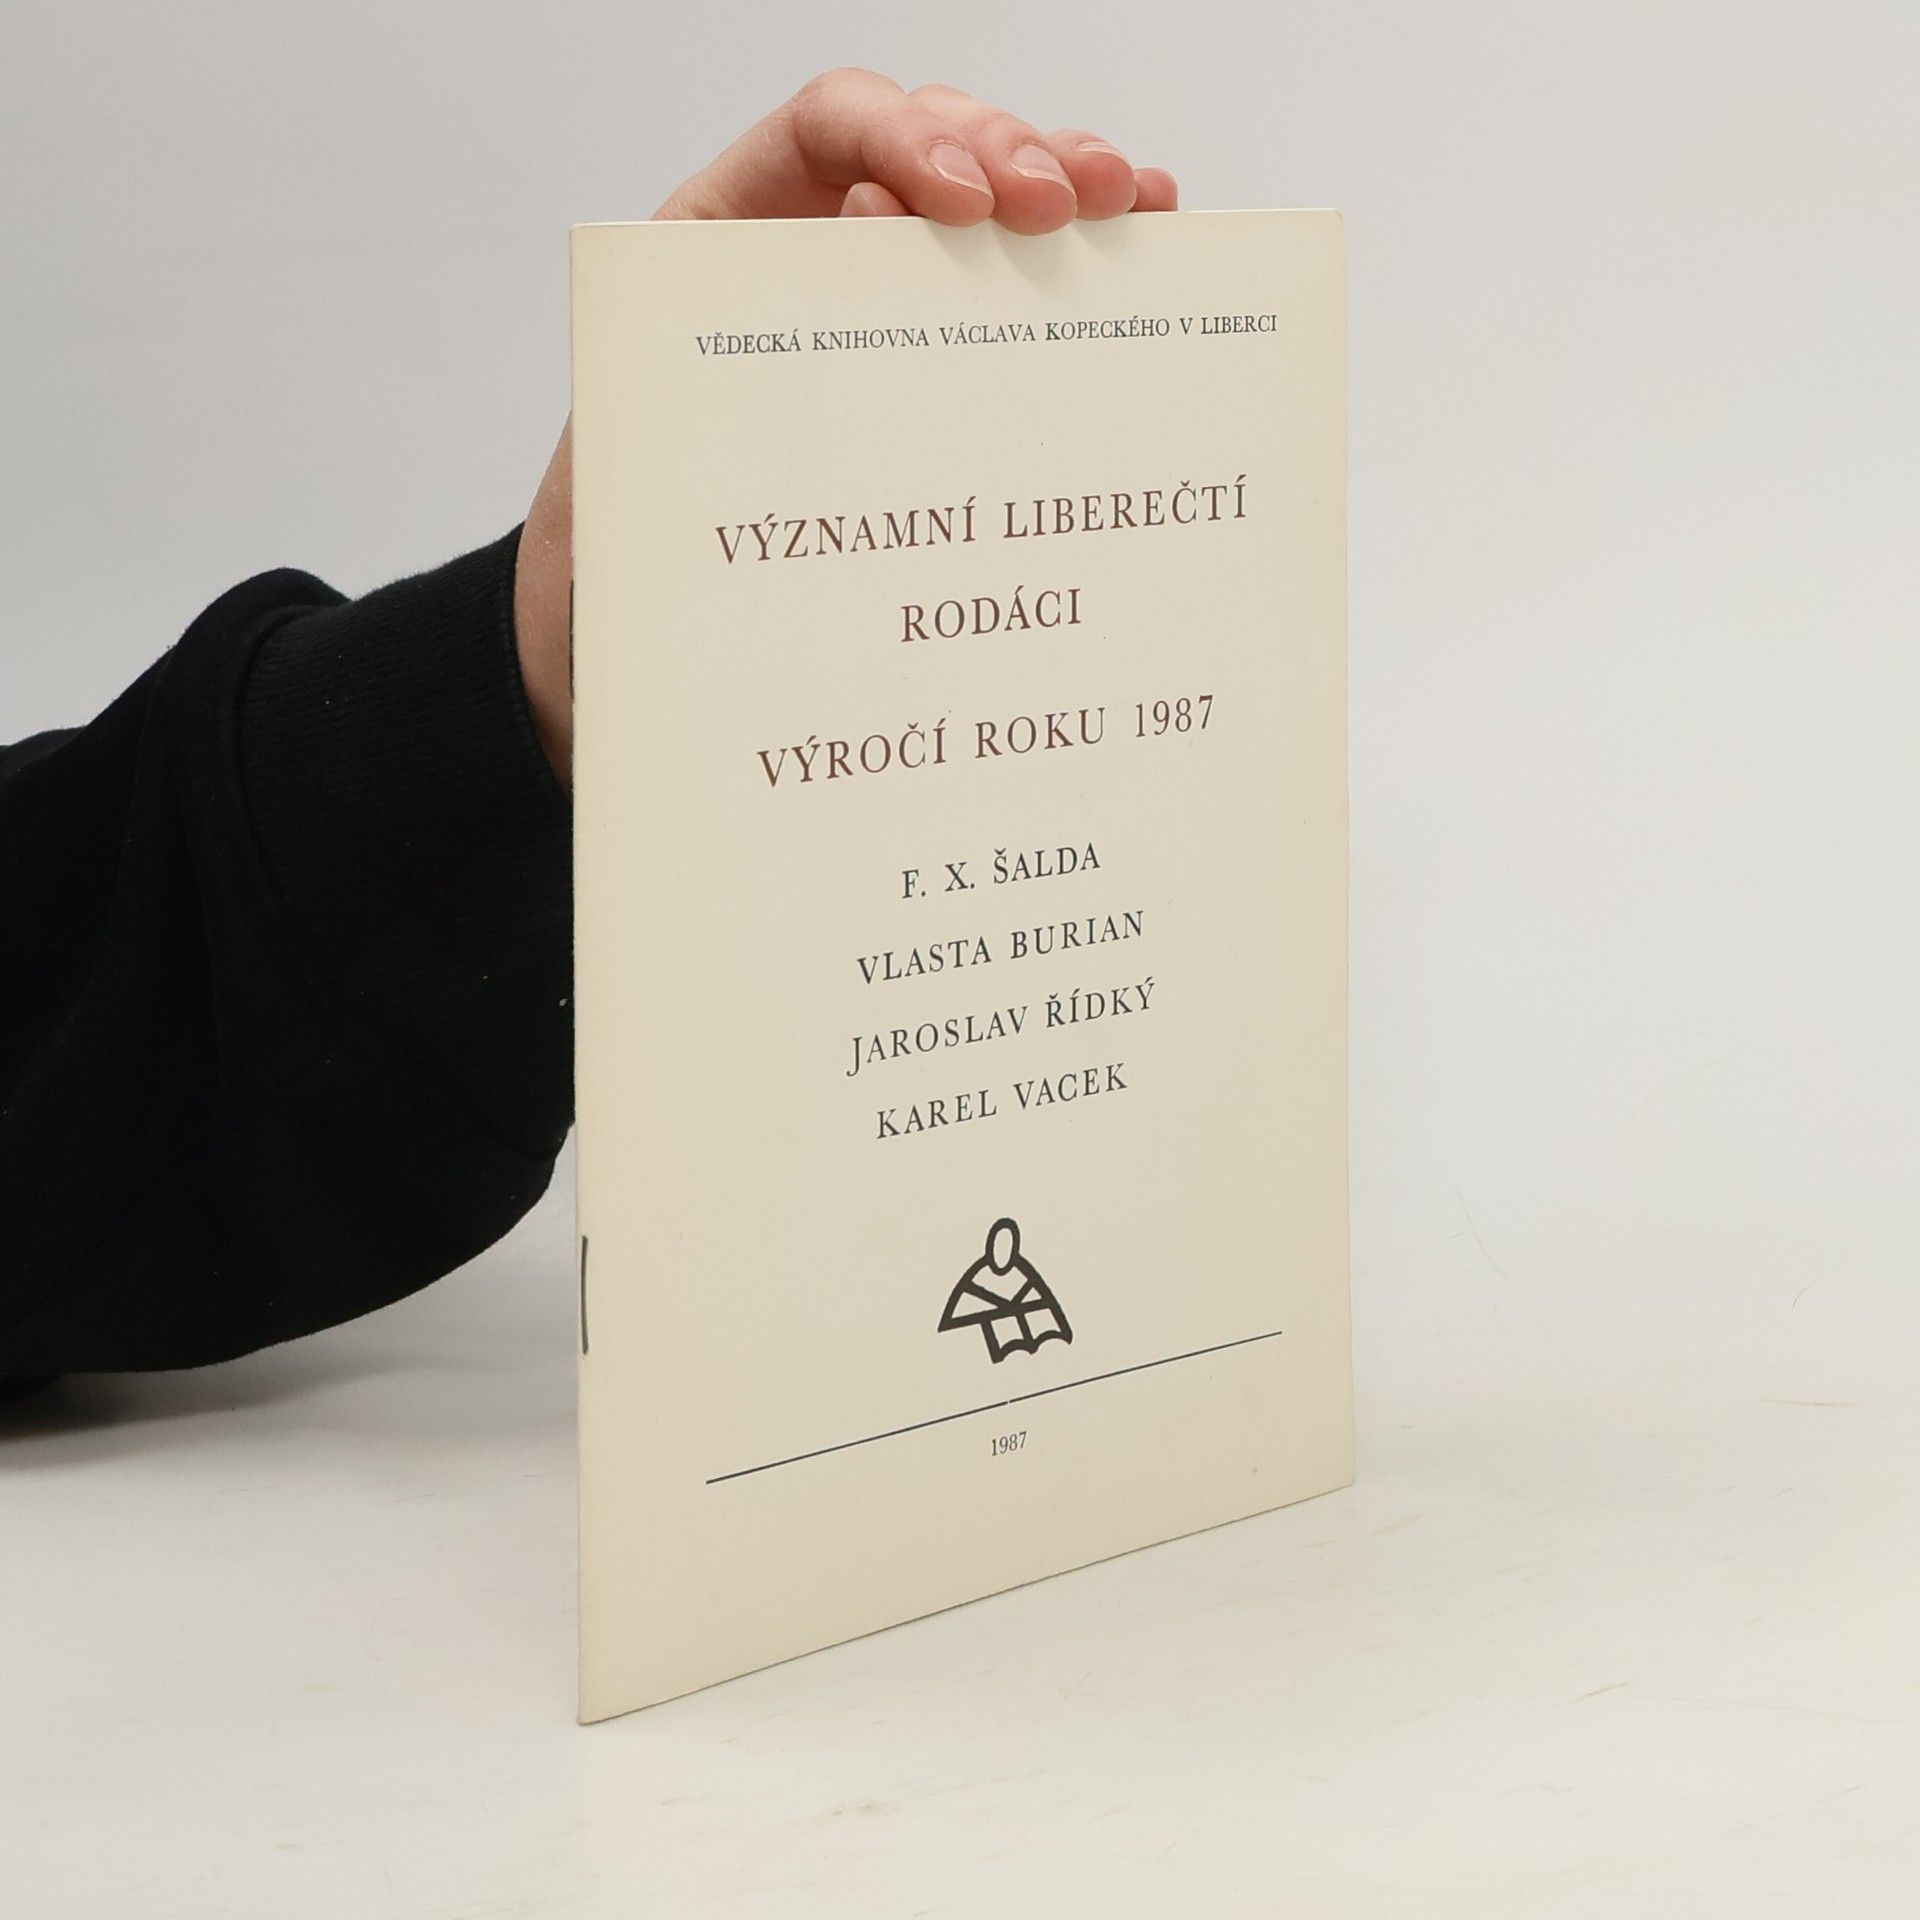 VĚDECKÁ KNIHOVNA VÁCLAVA KOPECKÉHO V LIBERCI
VÝZNAMNÍ LIBEREČTÍ
RODÁCI
VÝROČÍ ROKU 1987
F. X. ŠALDA
VLASTA BURIAN
JAROSLAV ŘÍDKÝ
KAREL VACEK
1987